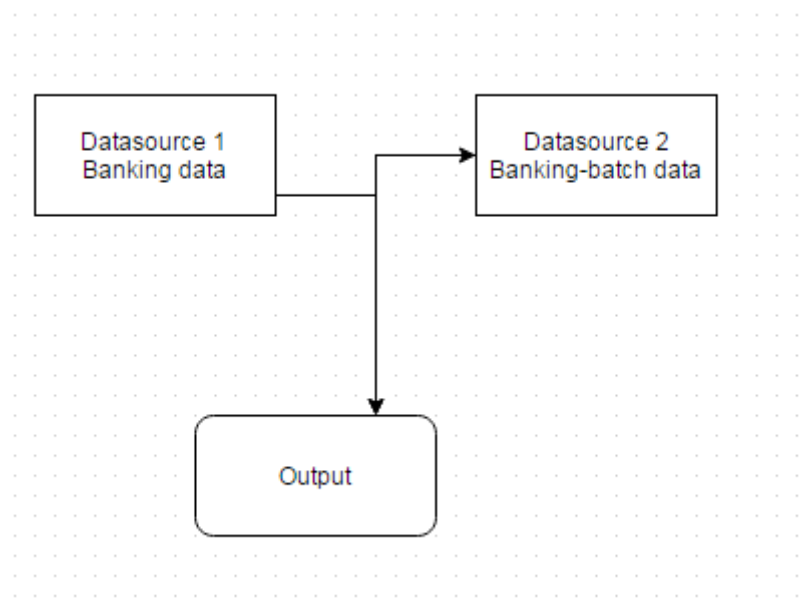 Datasource 1
Banking data
Datasource 2
Banking-batch data
Output